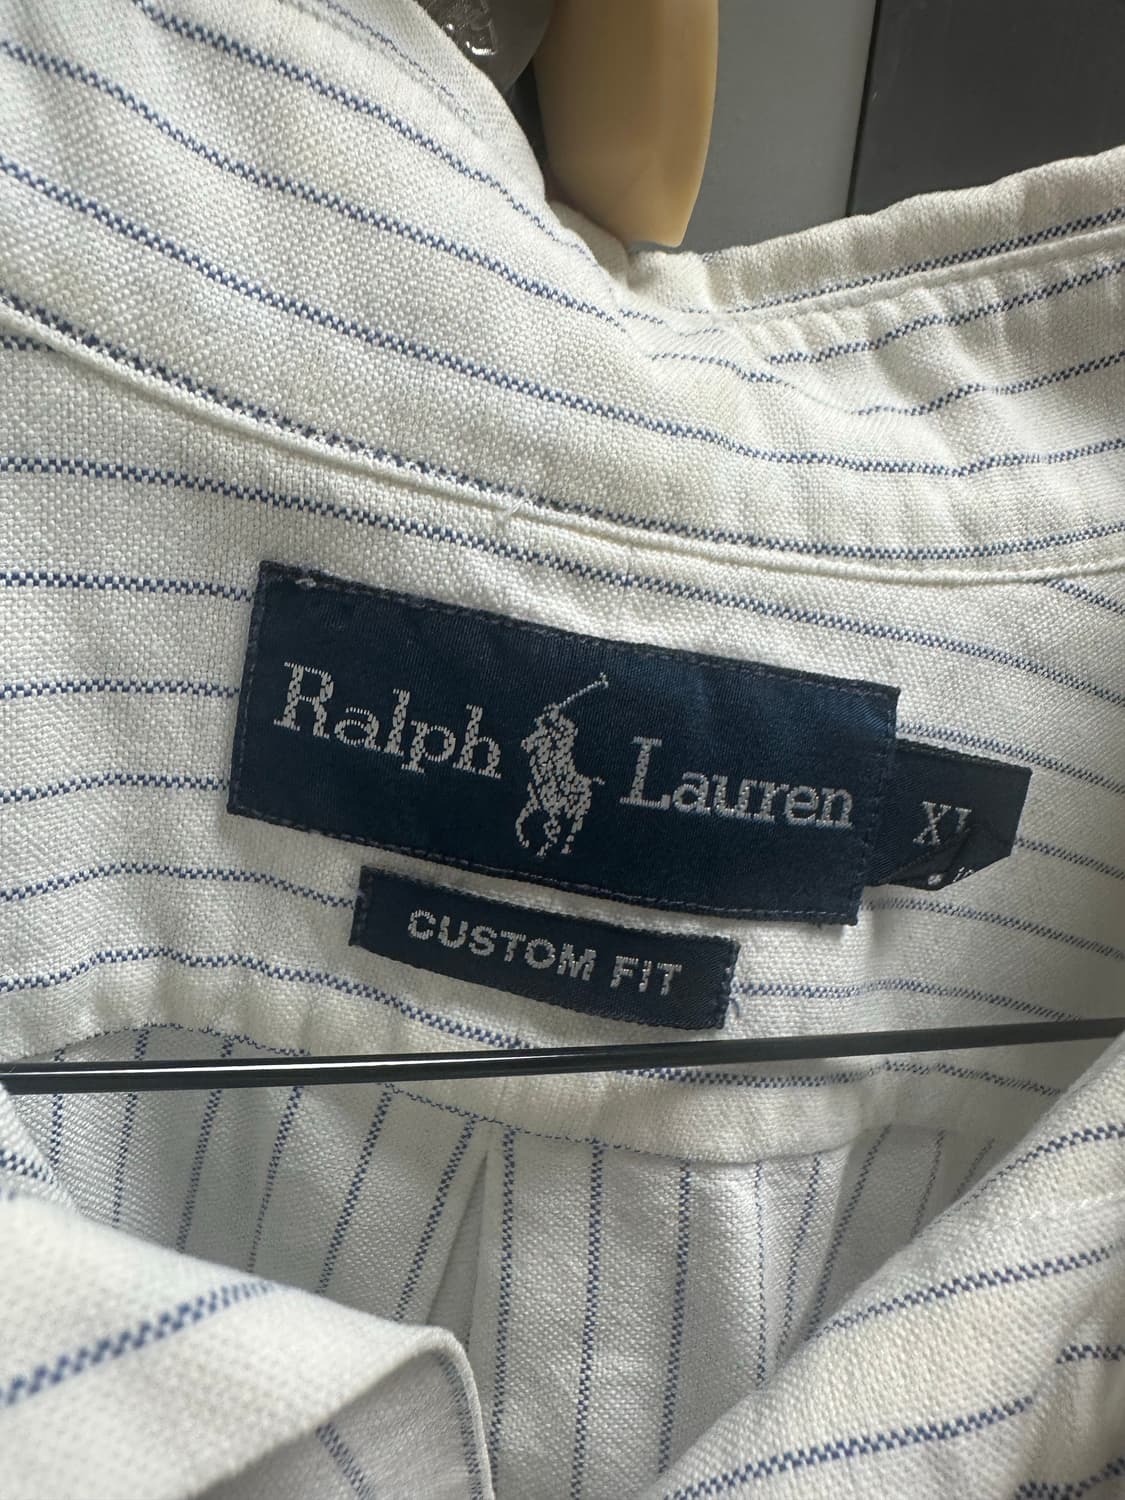 Ralph Lauren
XL
CUSTOM FIT